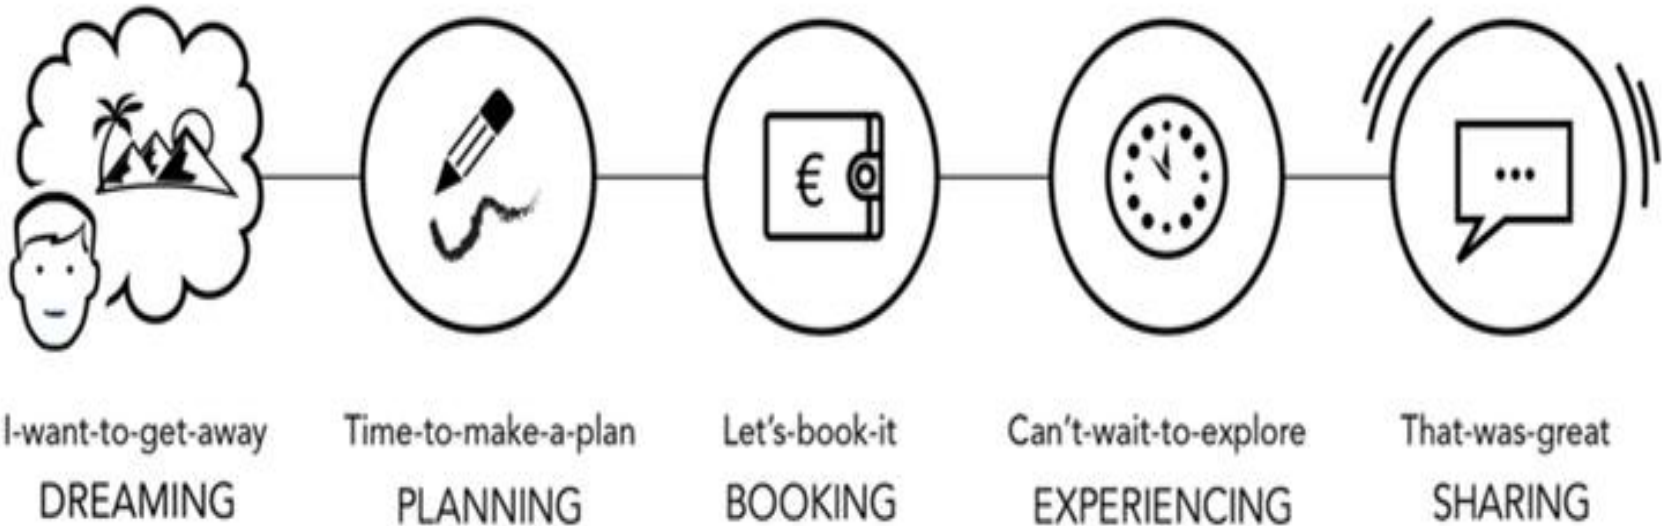 €
I-want-to-get-away
DREAMING
Time-to-make-a-plan
PLANNING
Let's-book-it
BOOKING
Can't-wait-to-explore
EXPERIENCING
That-was-great
SHARING